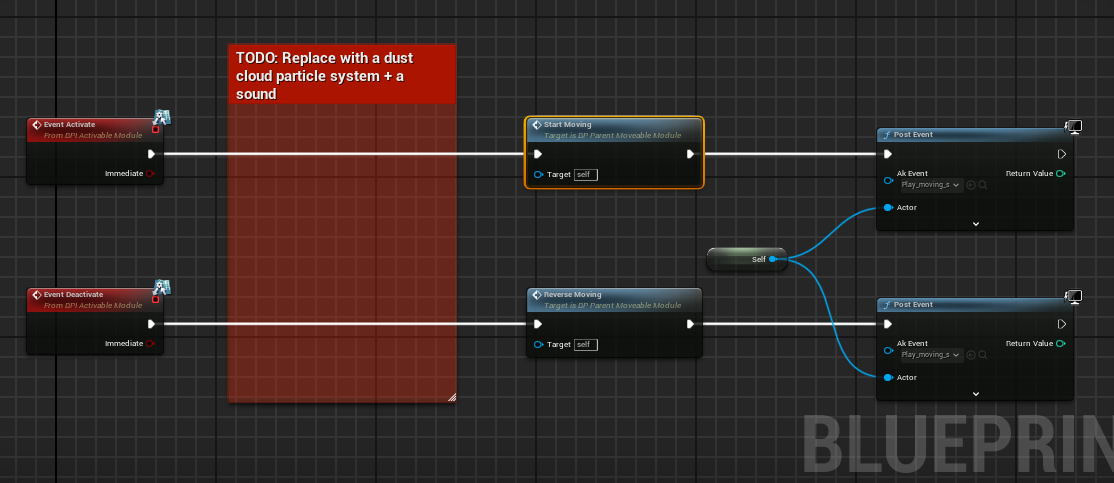 TODO: Replace with a dust
cloud particle system + a
sound
Event Activate
From BPI Activable Module
Immediate
Start Moving
Target is BP Parent Moveable Module
Target self
f Post Event
Ak Event
Play_moving_s
Return Value
Actor
Self
Event Deactivate
From BPI Activable Module
Immediate
Reverse Moving
Target is BP Parent Moveable Module
Target self
f Post Event
Ak Event
Play_moving_s
Return Value
Actor
BLUEPRIN